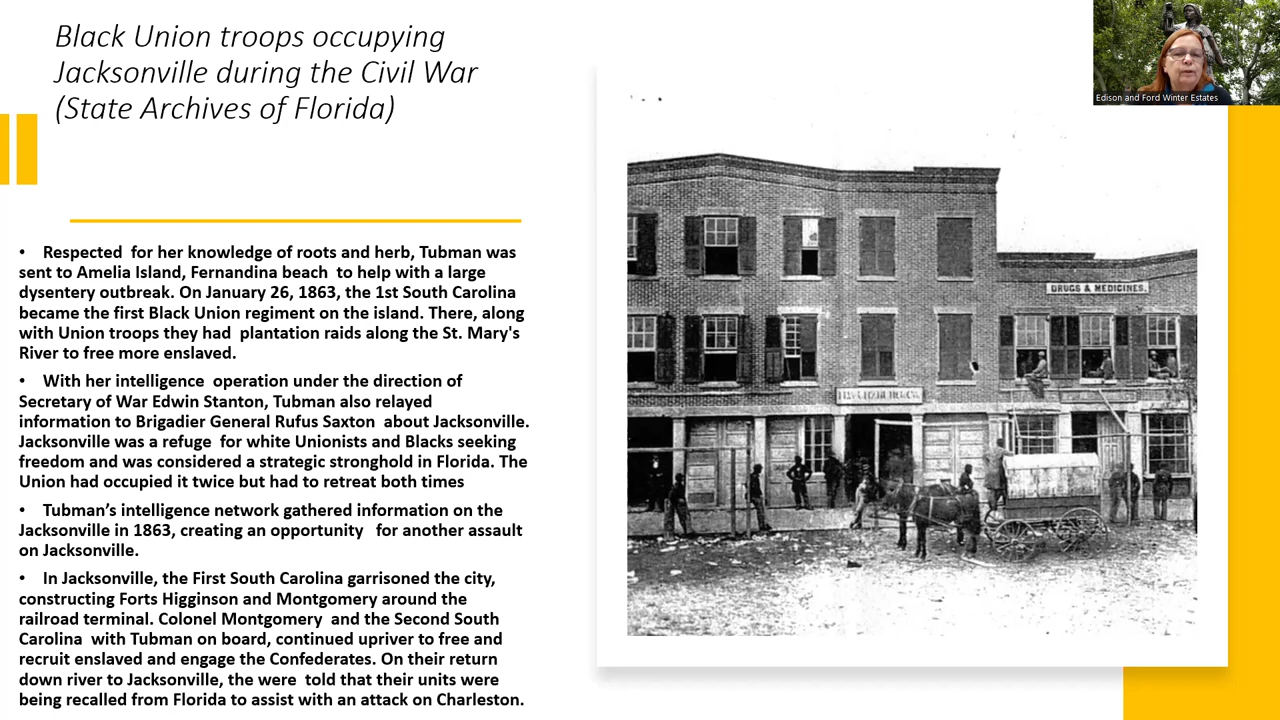 Black Union troops occupying
Jacksonville during the Civil War
(State Archives of Florida)
Edison and Ford Winter Estates
• Respected for her knowledge of roots and herb, Tubman was
sent to Amelia Island, Fernandina beach to help with a large
dysentery outbreak. On January 26, 1863, the 1st South Carolina
became the first Black Union regiment on the island. There, along
with Union troops they had plantation raids along the St. Mary's
River to free more enslaved.
• With her intelligence operation under the direction of
Secretary of War Edwin Stanton, Tubman also relayed
information to Brigadier General Rufus Saxton about Jacksonville.
Jacksonville was a refuge for white Unionists and Blacks seeking
freedom and was considered a strategic stronghold in Florida. The
Union had occupied it twice but had to retreat both times
• Tubman’s intelligence network gathered information on the
Jacksonville in 1863, creating an opportunity for another assault
on Jacksonville.
• In Jacksonville, the First South Carolina garrisoned the city,
constructing Forts Higginson and Montgomery around the
railroad terminal. Colonel Montgomery and the Second South
Carolina with Tubman on board, continued upriver to free and
recruit enslaved and engage the Confederates. On their return
down river to Jacksonville, the were told that their units were
being recalled from Florida to assist with an attack on Charleston.
DRUGS & MEDICINES.